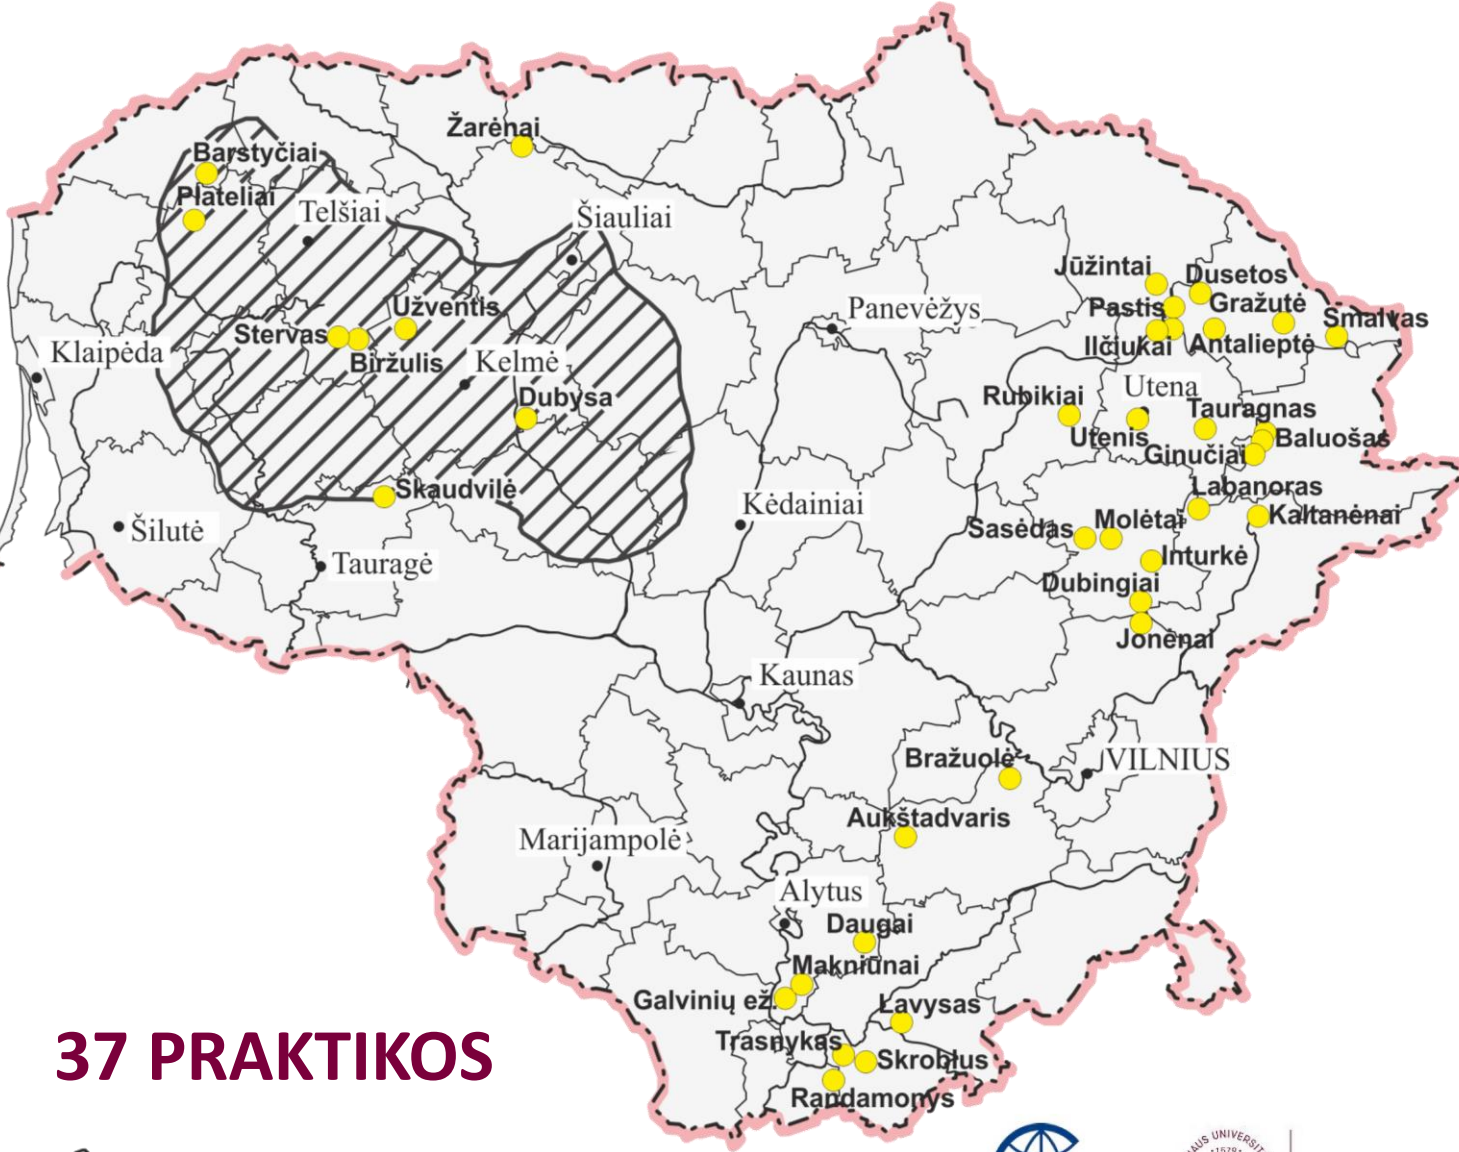 Žarėnai
Barstyčiai
Plateliai
Telšiai
Šiauliai
Jūžintai
Dusetos
Pastis
Gražutė
Smalvas
Ilčiukai
Antalieptė
Užventis
Stervas
Biržulis
Panevėžys
Klaipėda
Kelmė
Dubysa
Rubikiai
Utena
Tauragnas
Utenis
Baluošas
Ginučiai
Skaudvilė
Labanoras
Kėdainiai
Kaltanėnai
Molėtai
Sasėdas
Šilutė
Inturkė
Tauragė
Dubingiai
Jonėnai
Kaunas
Bražuolė
VILNIUS
Aukštadvaris
Marijampolė
Alytus
Daugai
Makniūnai
Galvinių ež.
Lavysas
Trasnykas
Skroblus
Randamonys
37 PRAKTIKOS